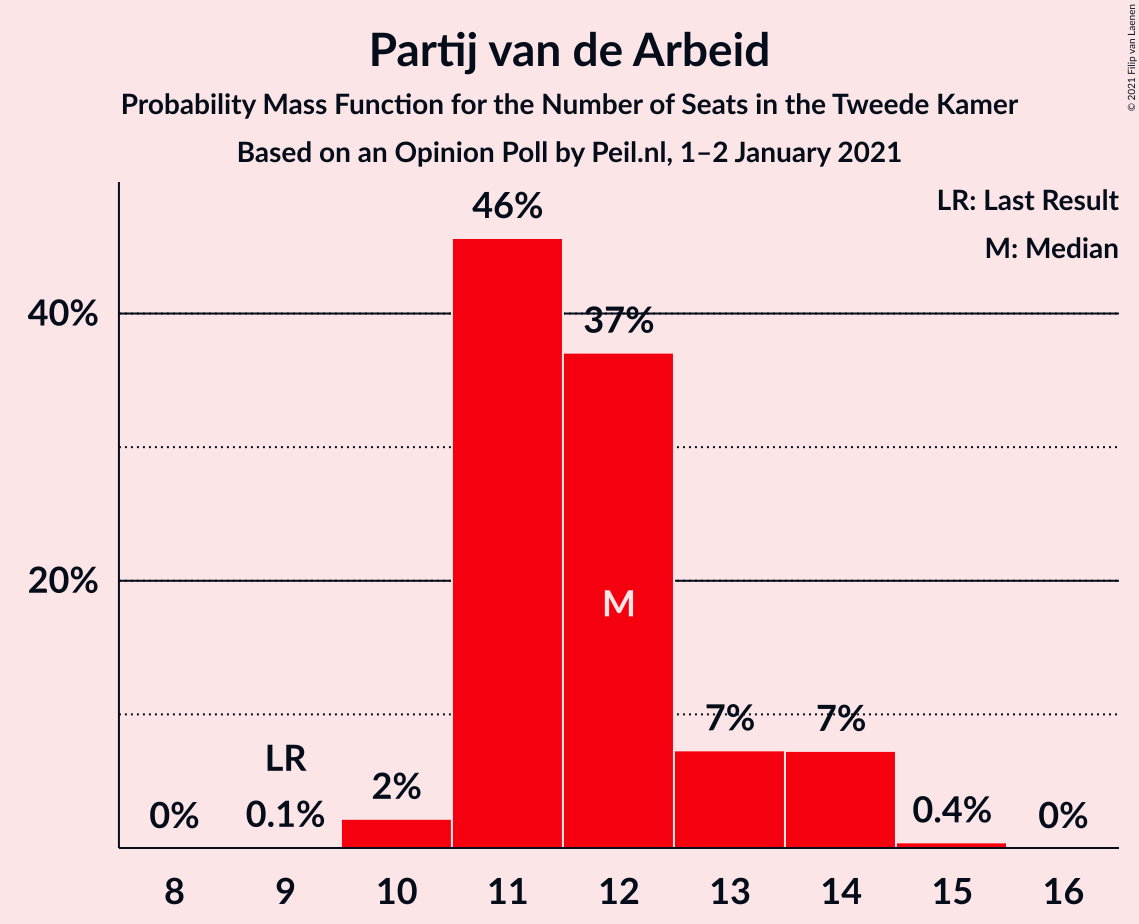 Partij van de Arbeid
Probability Mass Function for the Number of Seats in the Tweede Kamer
Based on an Opinion Poll by Peil.nl, 1–2 January 2021
© 2021 Filip van Laenen
LR: Last Result
M: Median
46%
40%
37%
20%
M
7%
7%
LR
2%
0%
0.1%
0.4%
0%
8 9 10 11 12 13 14 15 16